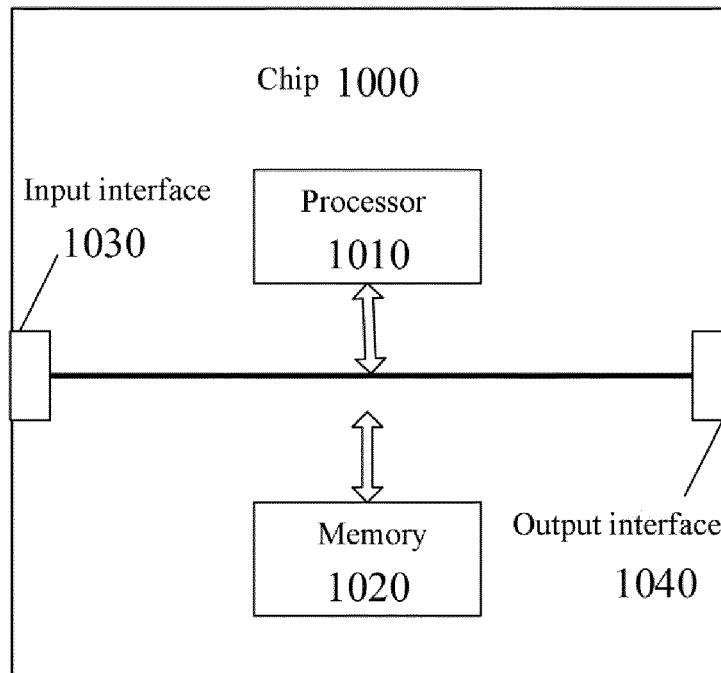 Chip 1000
Input interface
1030
Processor
1010
Memory
1020
Output interface
1040